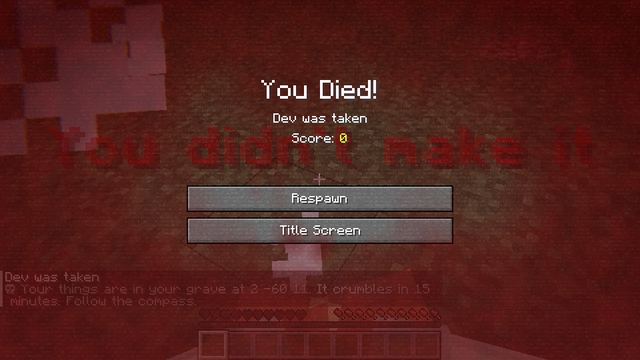 You Died!
Dev was taken
Score: 0
You didn't make it
Respawn
Title Screen
Dev was taken
Your things are in your grave at 2 -60 11. It crumbles in 15
minutes. Follow the compass.